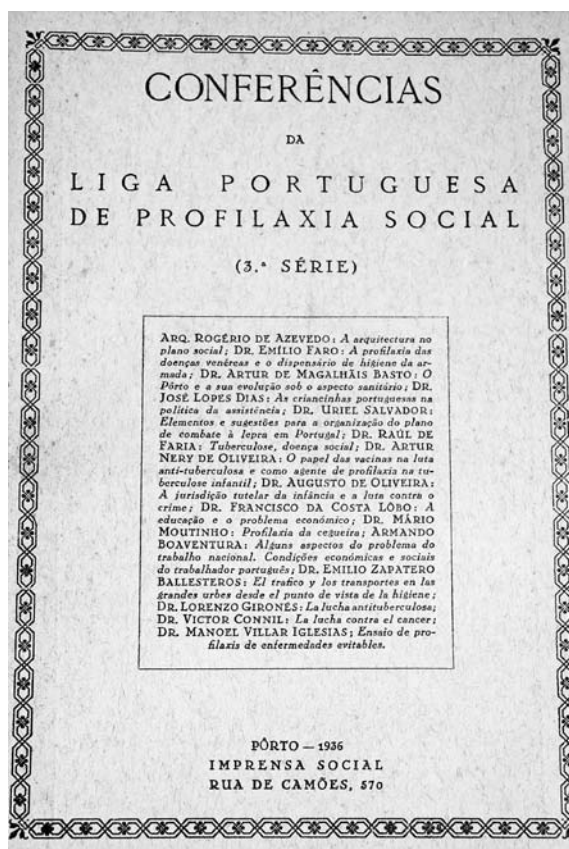 CONFERÊNCIAS
DA
LIGA PORTUGUESA
DE PROFILAXIA SOCIAL
(3.ª SÉRIE)
ARQ. ROGÉRIO DE AZEVEDO: A arquitectura no
plano social; DR. EMÍLIO FARO: A profilaxia das
doenças venéreas e o dispensário de higiene da ar-
mada; DR. ARTUR DE MAGALHÃIS BASTO: O
Pôrto e a sua evolução sob o aspecto sanitário; DR.
JOSÉ LOPES DIAS: As criancinhas portuguesas na
política da assistência; DR. URIEL SALVADOR:
Elementos e sugestões para a organização do plano
de combate à lepra em Portugal; DR. RAÚL DE
FARIA: Tuberculose, doença social; DR. ARTUR
NERY DE OLIVEIRA: O papel das vacinas na luta
anti-tuberculosa e como agente de profilaxia na tu-
berculose infantil; DR. AUGUSTO DE OLIVEIRA:
A jurisdição tutelar da infância e a luta contra o
crime; DR. FRANCISCO DA COSTA LÔBO: A
educação e o problema económico; DR. MÁRIO
MOUTINHO: Profilaxia da cegueira; ARMANDO
BOAVENTURA: Alguns aspectos do problema do
trabalho nacional. Condições económicas e sociais
do trabalhador português; DR. EMILIO ZAPATERO
BALLESTEROS: El trafico y los transportes en las
grandes urbes desde el punto de vista de la higiene;
DR. LORENZO GIRONÉS: La lucha antituberculosa;
DR. VICTOR CONNIL: La lucha contra el cancer;
DR. MANOEL VILLAR IGLESIAS; Ensaio de pro-
filaxis de enfermedades evitables.
PÔRTO — 1936
IMPRENSA SOCIAL
RUA DE CAMÕES, 570